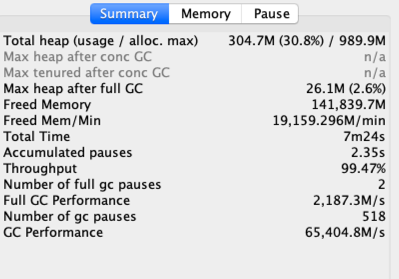 Summary Memory Pause
Total heap (usage / alloc. max) 304.7M (30.8%) / 989.9M
Max heap after conc GC n/a
Max tenured after conc GC n/a
Max heap after full GC 26.1M (2.6%)
Freed Memory 141,839.7M
Freed Mem/Min 19,159.296M/min
Total Time 7m24s
Accumulated pauses 2.35s
Throughput 99.47%
Number of full gc pauses 2
Full GC Performance 2,187.3M/s
Number of gc pauses 518
GC Performance 65,404.8M/s